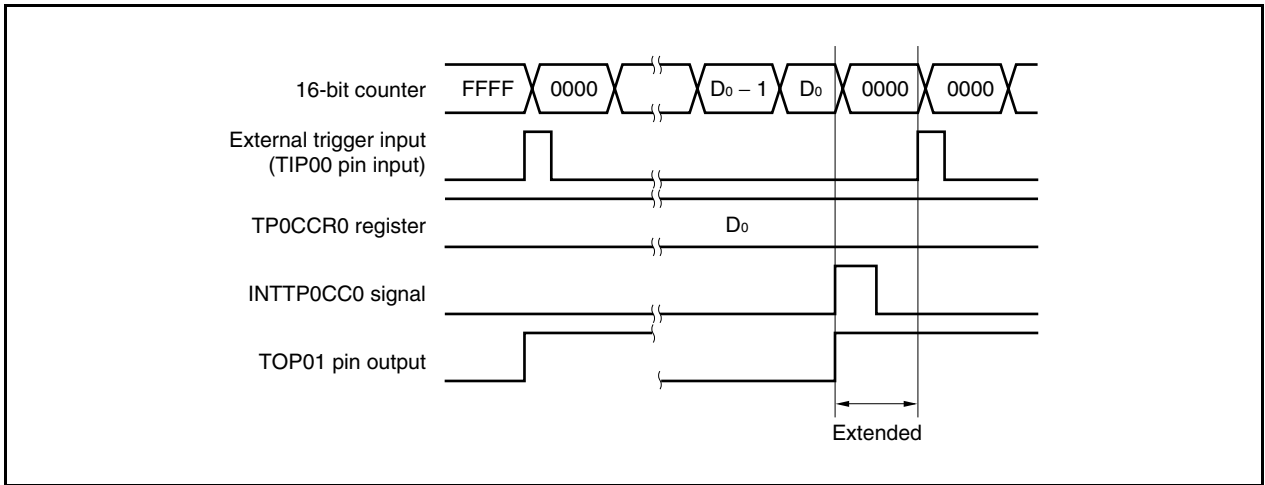 16-bit counter FFFF 0000 D0 − 1 D0 0000 0000
External trigger input
(TIP00 pin input)
TP0CCR0 register D0
INTTP0CC0 signal
TOP01 pin output
Extended